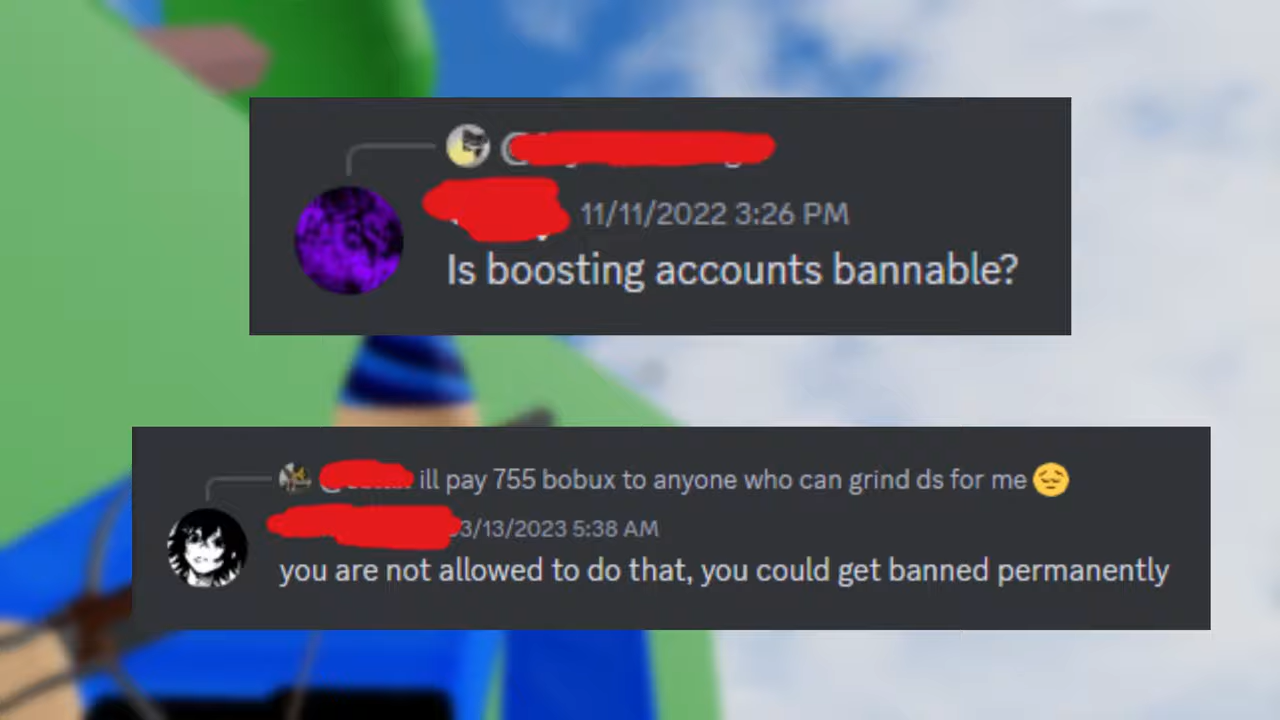 11/11/2022 3:26 PM
Is boosting accounts bannable?
ill pay 755 bobux to anyone who can grind ds for me 😔
3/13/2023 5:38 AM
you are not allowed to do that, you could get banned permanently